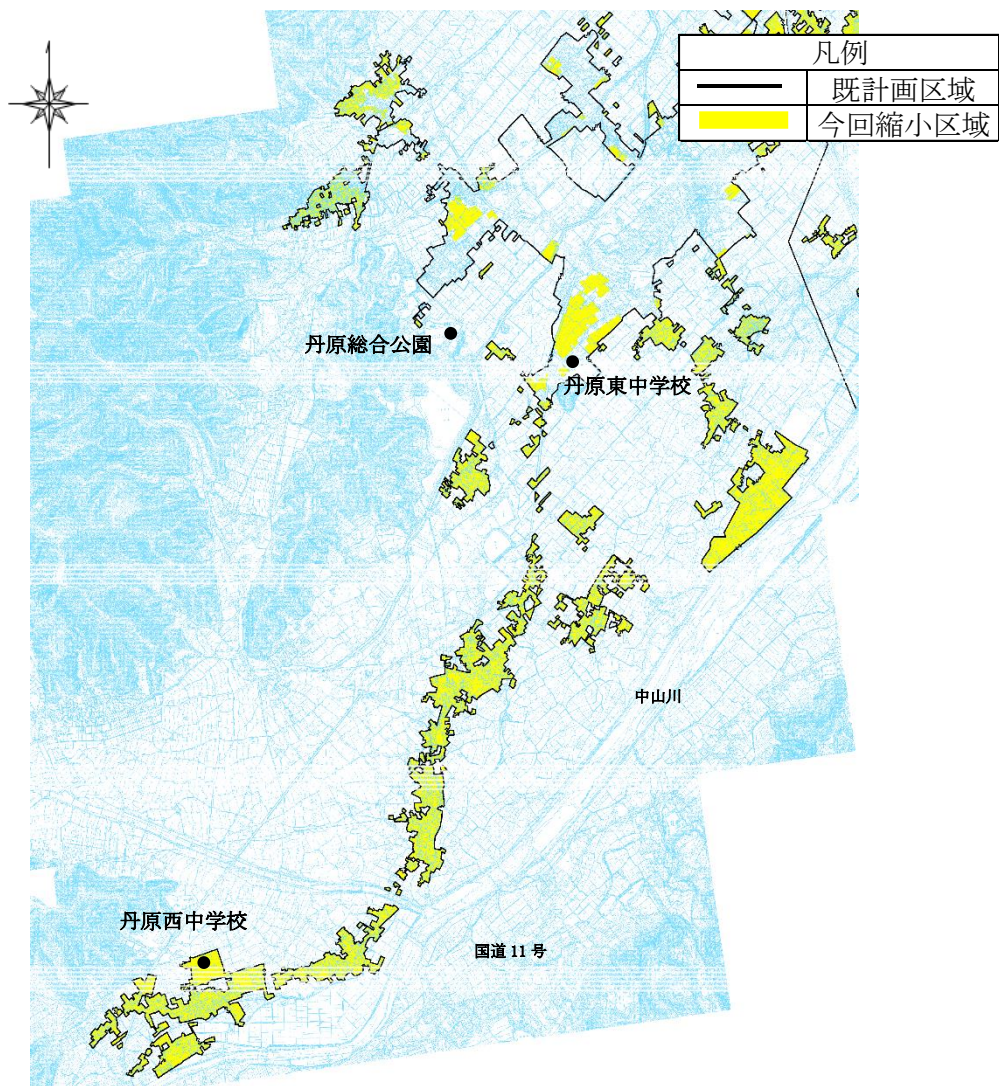 凡例
既計画区域
今回縮小区域
丹原総合公園
丹原東中学校
中山川
丹原西中学校
国道 11 号